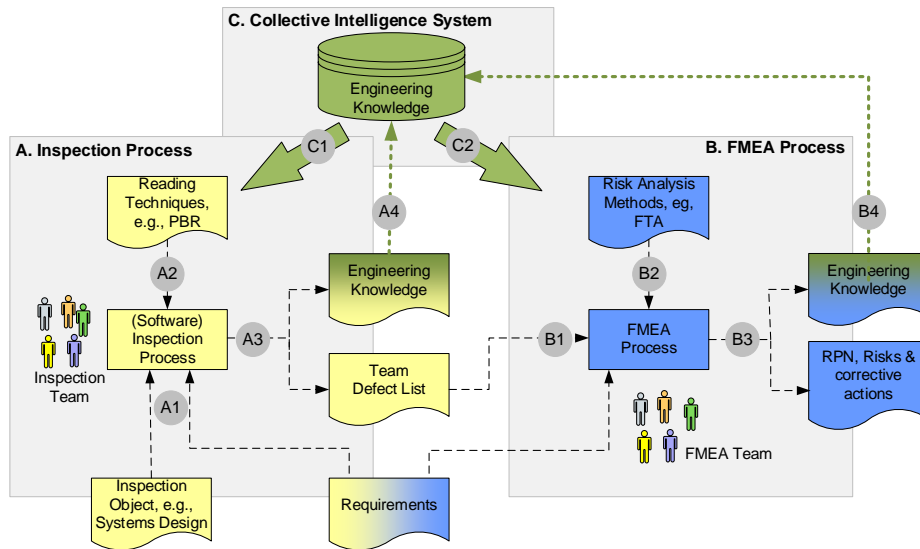 C. Collective Intelligence System
Engineering
Knowledge
C1
C2
A. Inspection Process
Reading
Techniques,
e.g., PBR
A2
A4
Engineering
Knowledge
(Software)
Inspection
Process
A3
Inspection
Team
Team
Defect List
A1
Inspection
Object, e.g.,
Systems Design
Requirements
B. FMEA Process
Risk Analysis
Methods, eg,
FTA
B4
B2
Engineering
Knowledge
B1
FMEA
Process
B3
RPN, Risks &
corrective
actions
FMEA Team